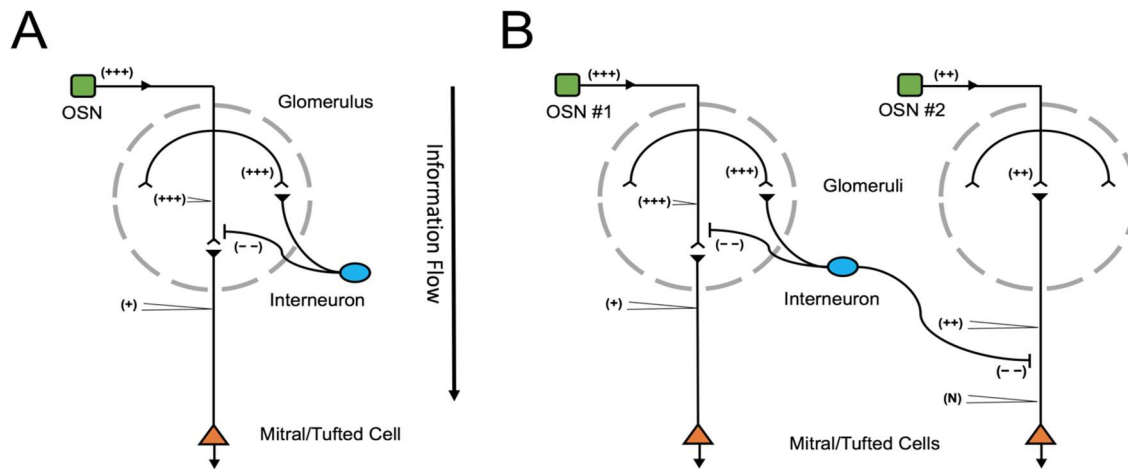 A
B
(+++)
OSN
Glomerulus
(+++)
(+++)
(– –)
Interneuron
(+)
Mitral/Tufted Cell
Information Flow
(+++)
OSN #1
(++)
OSN #2
(+++)
Glomeruli
(++)
(+++)
(– –)
Interneuron
(+)
(++)
(– –)
(N)
Mitral/Tufted Cells